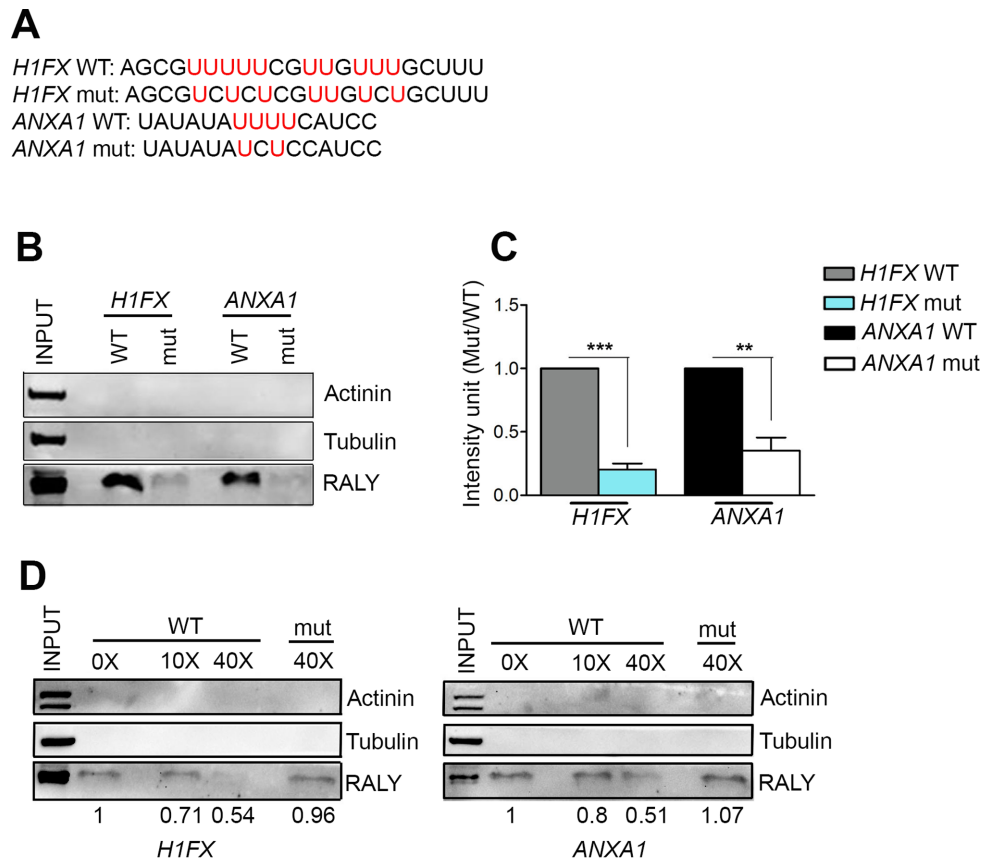 A
H1FX WT: AGCGUUUUUCGUUGUUUGCUUU
H1FX mut: AGCGUCUCUCGUUGUCUGCUUU
ANXA1 WT: UAUAUAUUUUCAUCC
ANXA1 mut: UAUAUAUCUCCAUCC
B
INPUT
H1FX ANXA1
WT mut WT mut
Actinin
Tubulin
RALY
C
Intensity unit (Mut/WT)
1.5
1.0
0.5
0.0
*** **
H1FX ANXA1
H1FX WT
H1FX mut
ANXA1 WT
ANXA1 mut
D
INPUT
WT mut
0X 10X 40X 40X
Actinin
Tubulin
RALY
1 0.71 0.54 0.96
H1FX
INPUT
WT mut
0X 10X 40X 40X
Actinin
Tubulin
RALY
1 0.8 0.51 1.07
ANXA1